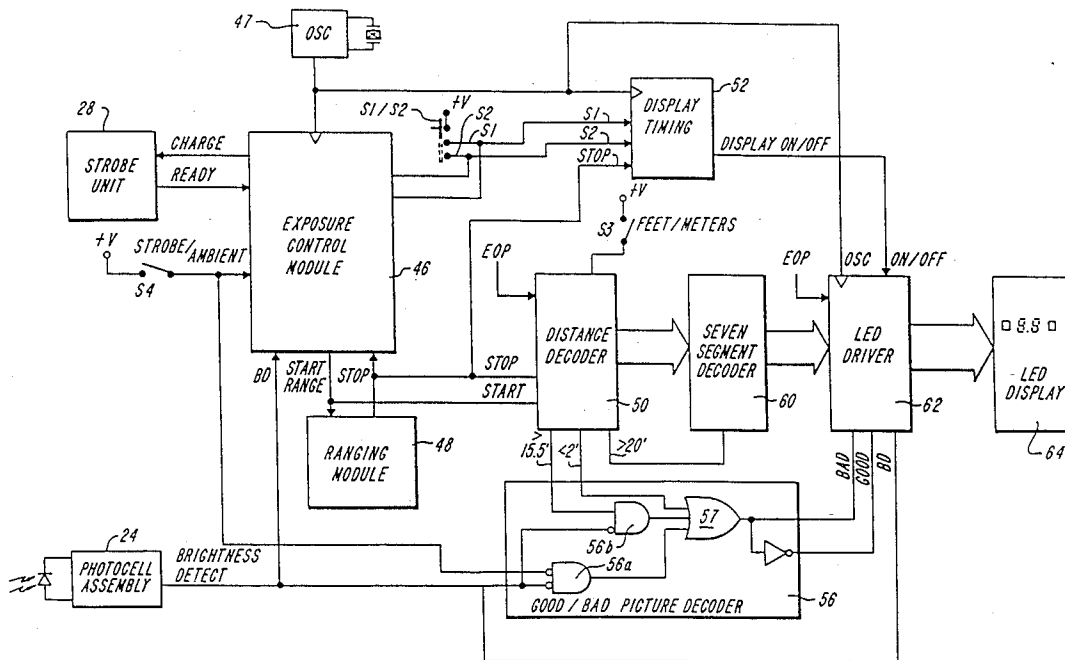 47
OSC
28
STROBE
UNIT
CHARGE
READY
+V
S4
STROBE/
AMBIENT
EXPOSURE
CONTROL
MODULE
46
S1/S2
+V
S2
S1
S1
S2
STOP
DISPLAY
TIMING
52
DISPLAY ON/OFF
+V
S3
FEET/METERS
EOP
DISTANCE
DECODER
50
SEVEN
SEGMENT
DECODER
60
EOP
OSC
ON/OFF
LED
DRIVER
62
8.8
LED
DISPLAY
64
BD
START
RANGE
STOP
STOP
START
RANGING
MODULE
48
>
15.5'
<2'
>20'
BAD
GOOD
BD
57
56b
56a
GOOD / BAD PICTURE DECODER
56
24
PHOTOCELL
ASSEMBLY
BRIGHTNESS
DETECT